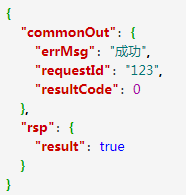 {
  "commonOut": {
    "errMsg": "成功",
    "requestId": "123",
    "resultCode": 0
  },
  "rsp": {
    "result": true
  }
}